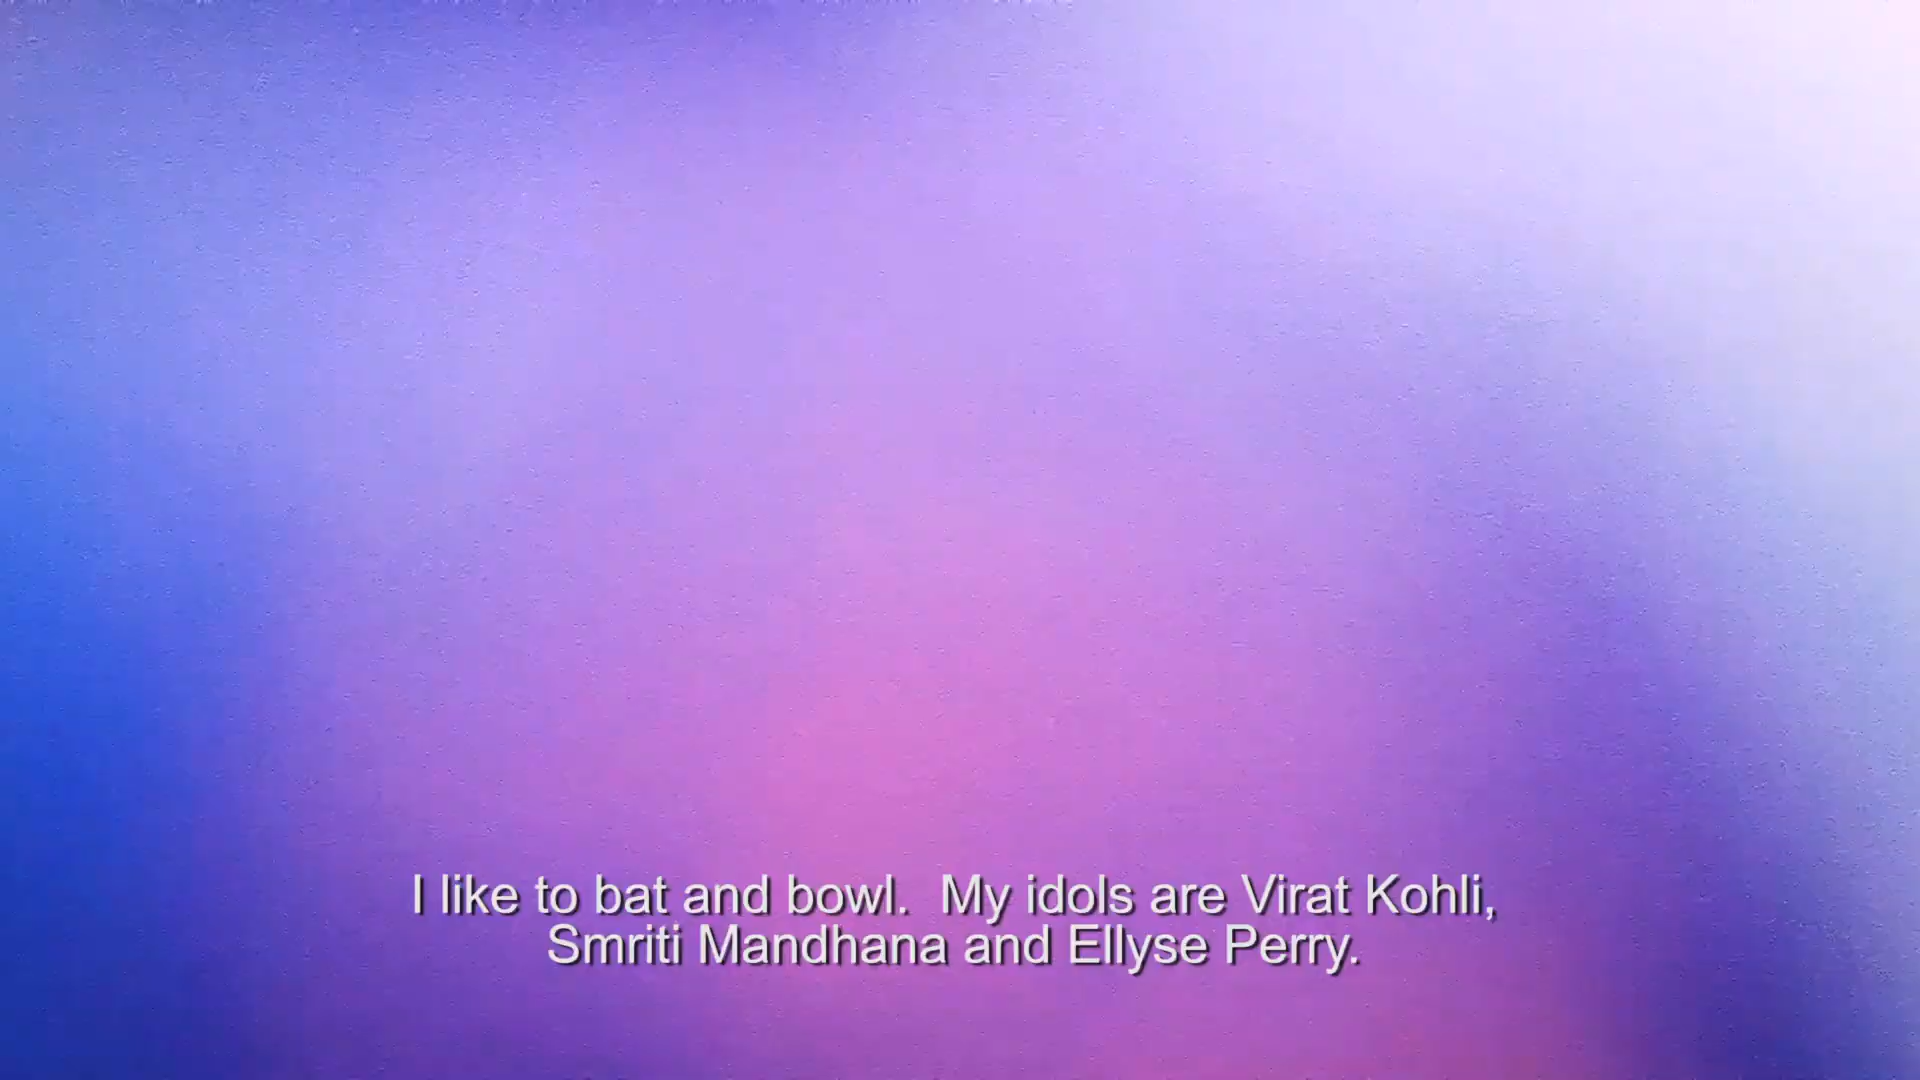 I like to bat and bowl.  My idols are Virat Kohli,
Smriti Mandhana and Ellyse Perry.